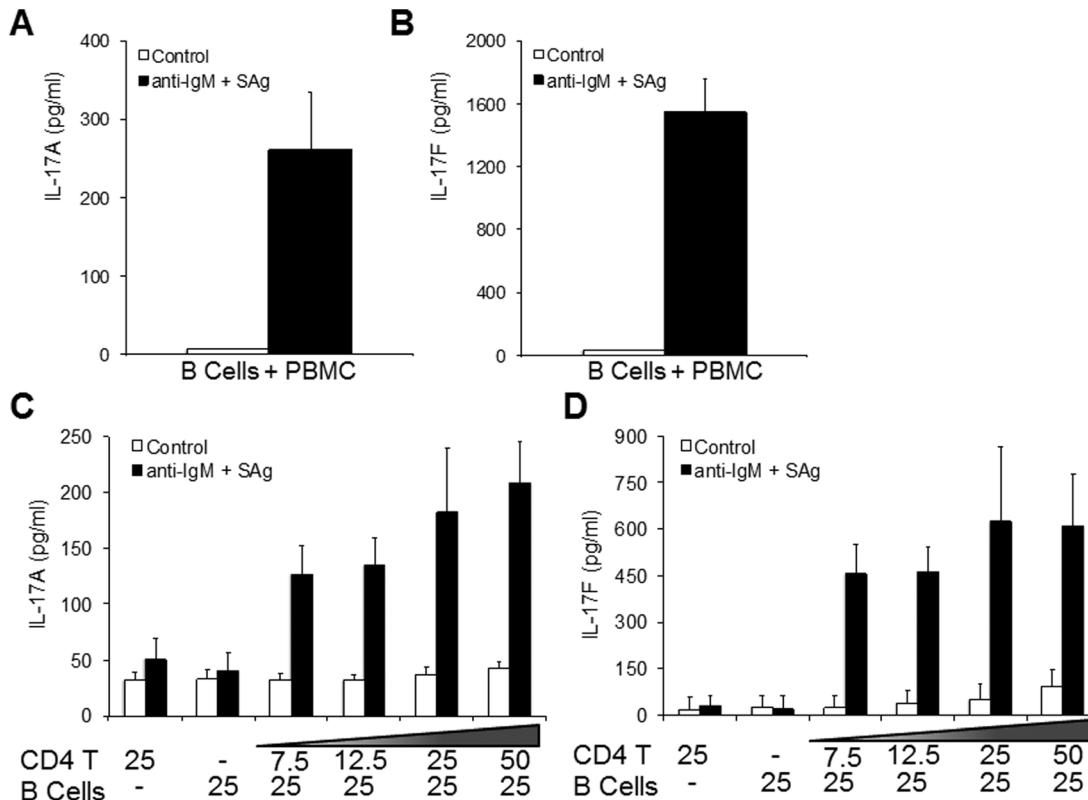 A
IL-17A (pg/ml)
400
300
200
100
0
Control
anti-IgM + SAg
B Cells + PBMC
B
IL-17F (pg/ml)
2000
1600
1200
800
400
0
Control
anti-IgM + SAg
B Cells + PBMC
C
IL-17A (pg/ml)
250
200
150
100
50
0
Control
anti-IgM + SAg
CD4 T 25 - 7.5 12.5 25 50
B Cells - 25 25 25 25 25
D
IL-17F (pg/ml)
900
750
600
450
300
150
0
Control
anti-IgM + SAg
CD4 T 25 - 7.5 12.5 25 50
B Cells - 25 25 25 25 25